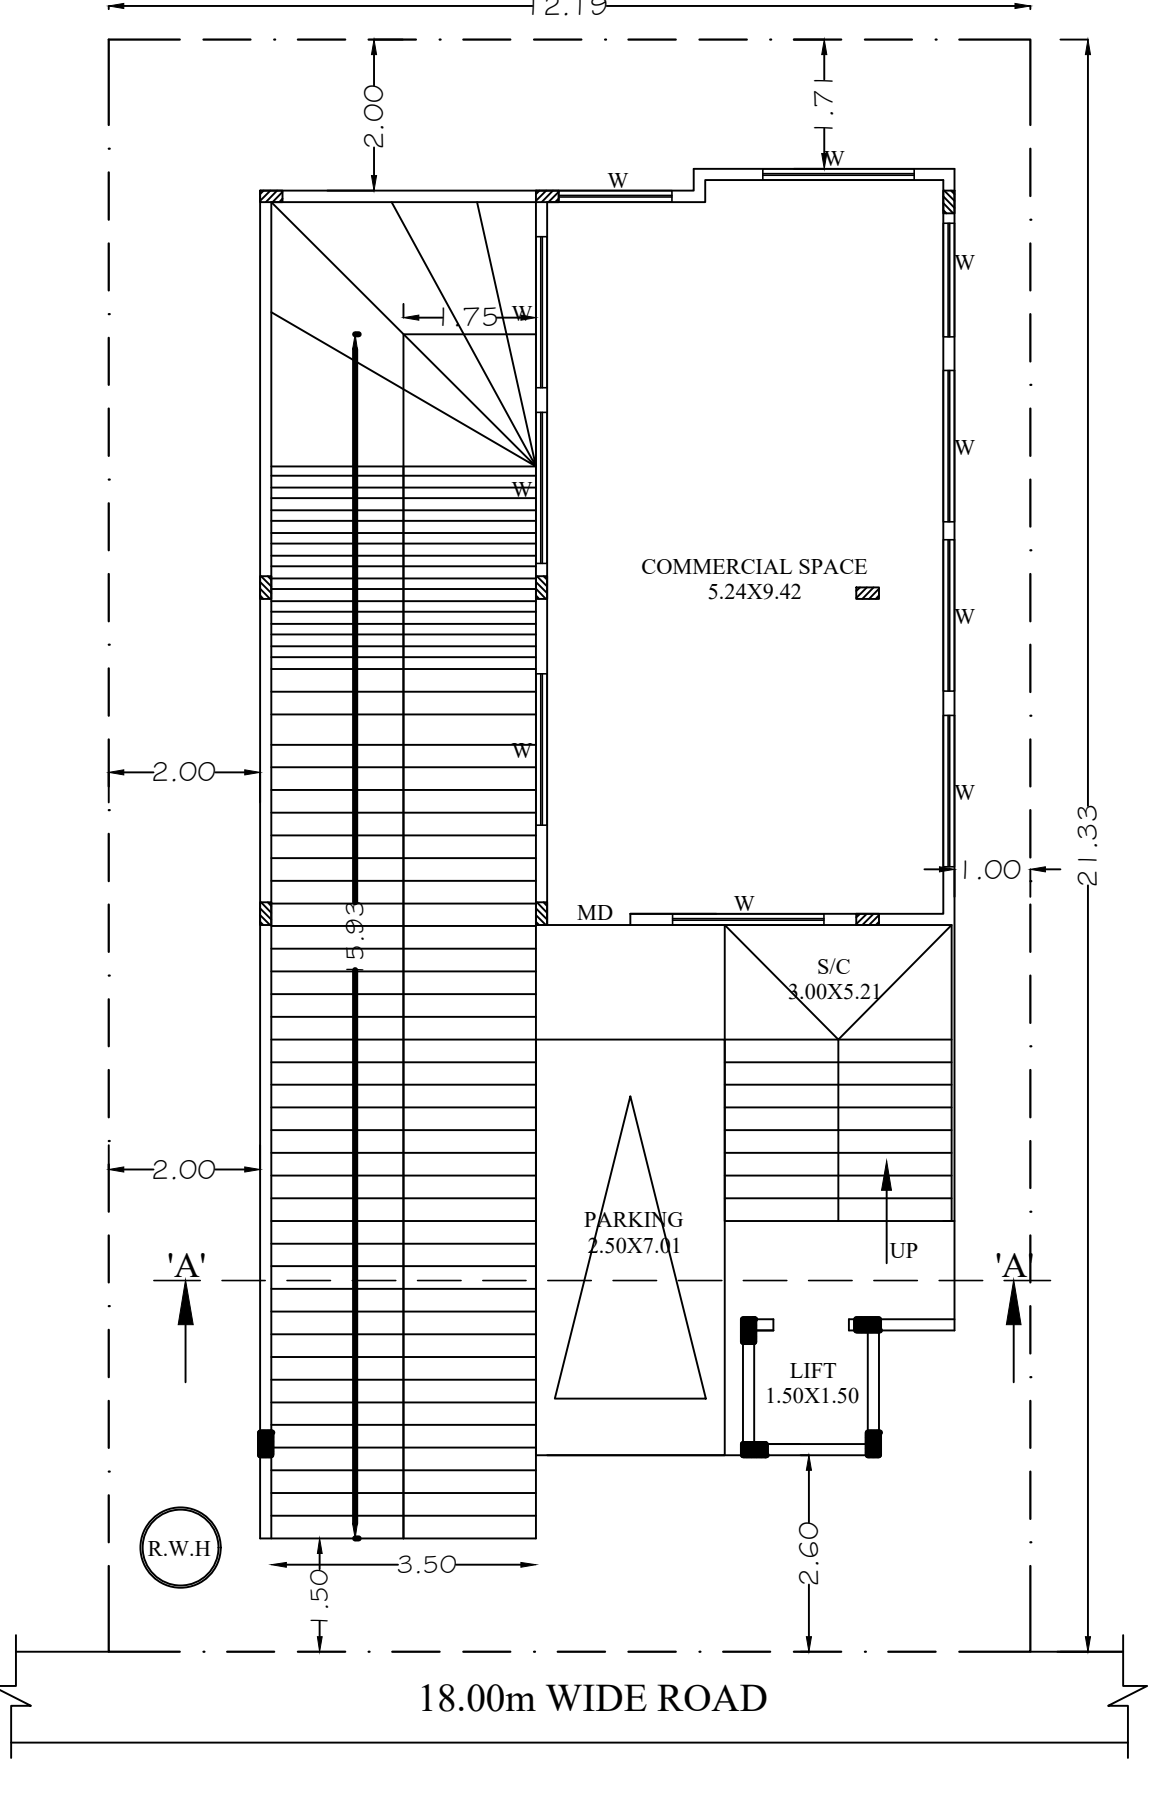 12.19
2.00
1.71
W
W
W
1.75
W
W
W
COMMERCIAL SPACE
5.24X9.42
W
W
2.00
W
21.33
1.00
MD
W
15.93
S/C
3.00X5.21
2.00
PARKING
2.50X7.01
UP
'A'
'A'
LIFT
1.50X1.50
R.W.H
3.50
1.50
2.60
18.00m WIDE ROAD